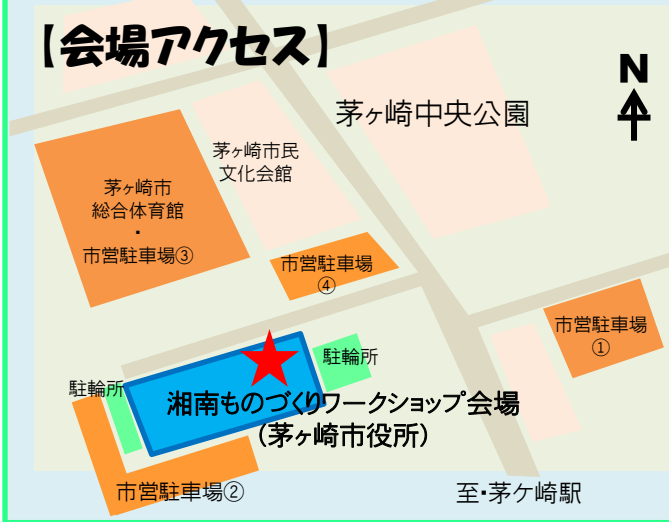 【会場アクセス】
N
茅ヶ崎中央公園
茅ヶ崎市民
文化会館
茅ヶ崎市
総合体育館
・
市営駐車場③
市営駐車場
④
市営駐車場
①
駐輪所
駐輪所
湘南ものづくりワークショップ会場
(茅ヶ崎市役所)
市営駐車場②
至・茅ケ崎駅